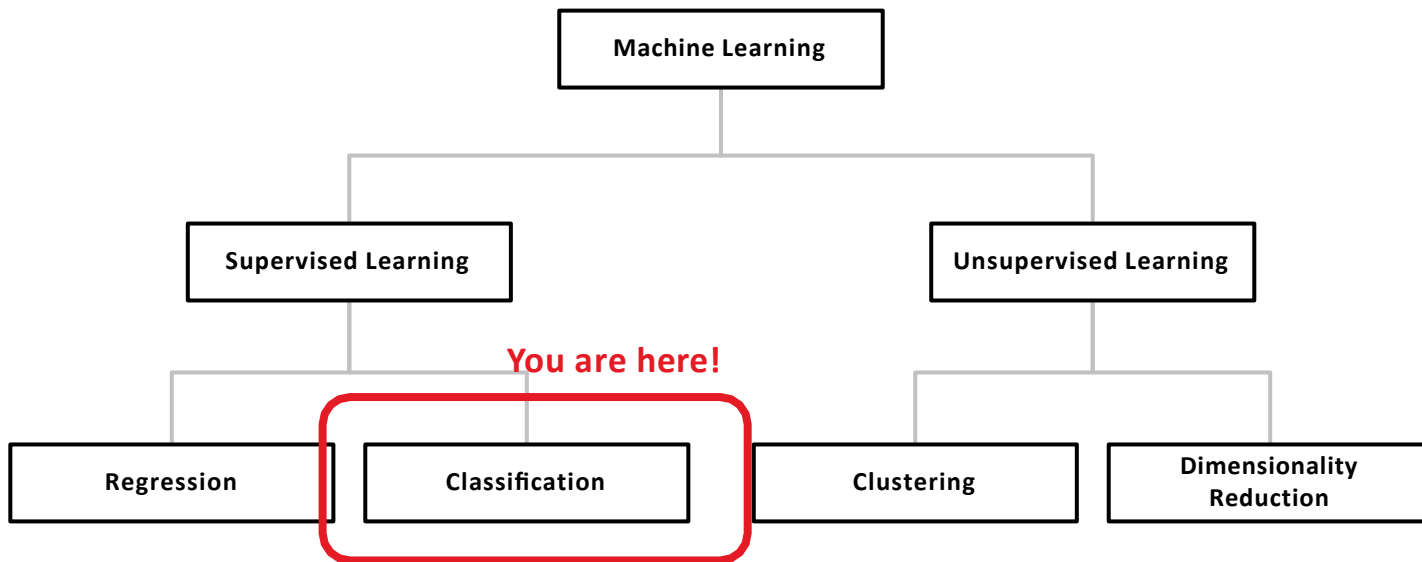 Machine Learning
Supervised Learning
Unsupervised Learning
You are here!
Regression
Classification
Clustering
Dimensionality
Reduction